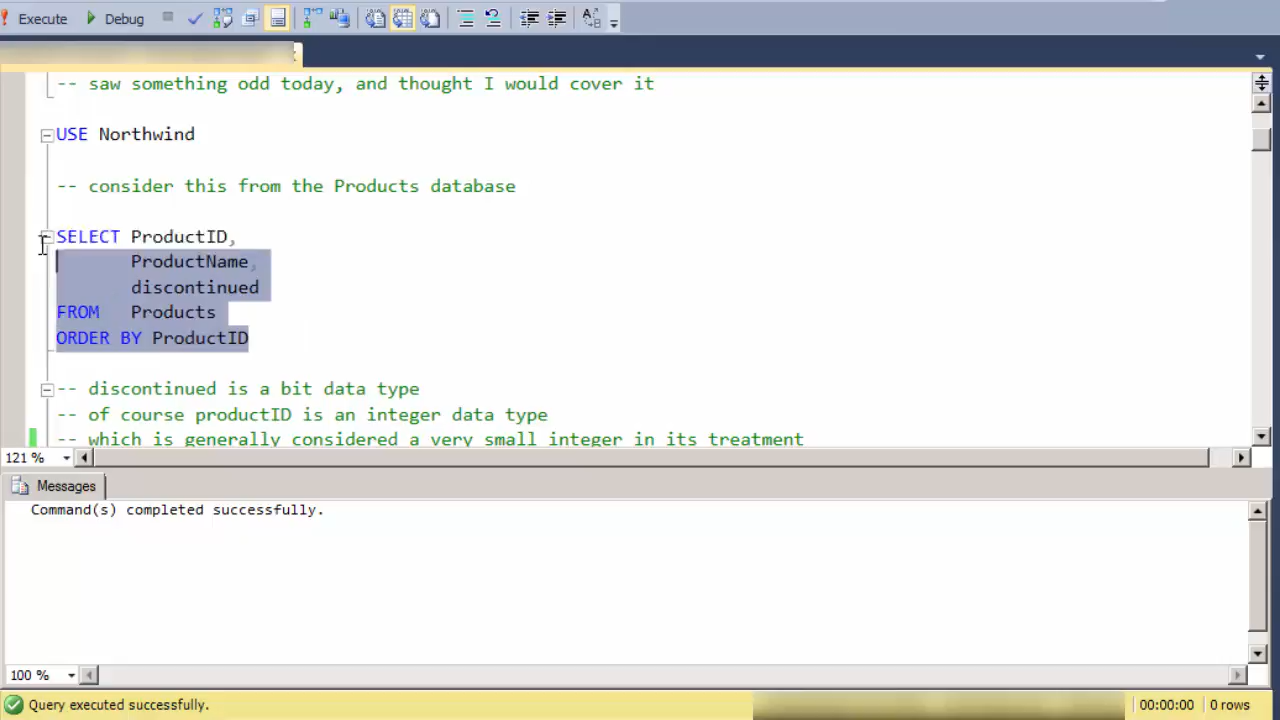 Execute Debug
-- saw something odd today, and thought I would cover it
USE Northwind
-- consider this from the Products database
SELECT ProductID,
ProductName,
discontinued
FROM Products
ORDER BY ProductID
-- discontinued is a bit data type
-- of course productID is an integer data type
-- which is generally considered a very small integer in its treatment
121 %
Messages
Command(s) completed successfully.
100 %
Query executed successfully. 00:00:00 0 rows